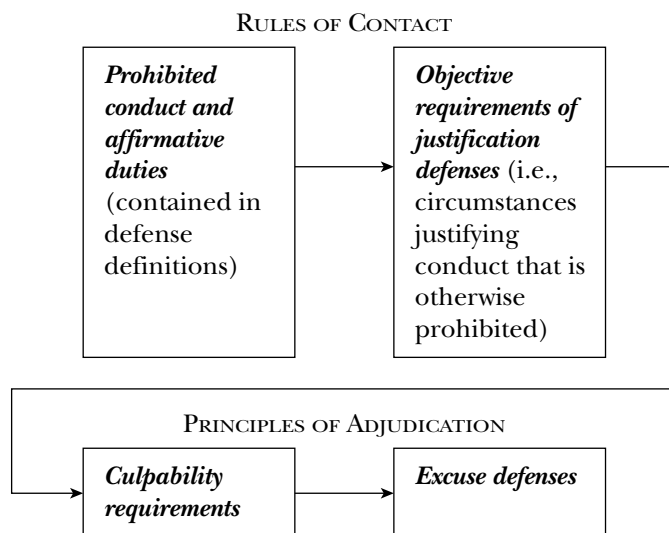 RULES OF CONTACT
Prohibited
conduct and
affirmative
duties
(contained in
defense
definitions)
Objective
requirements of
justification
defenses (i.e.,
circumstances
justifying
conduct that is
otherwise
prohibited)
PRINCIPLES OF ADJUDICATION
Culpability
requirements
Excuse defenses